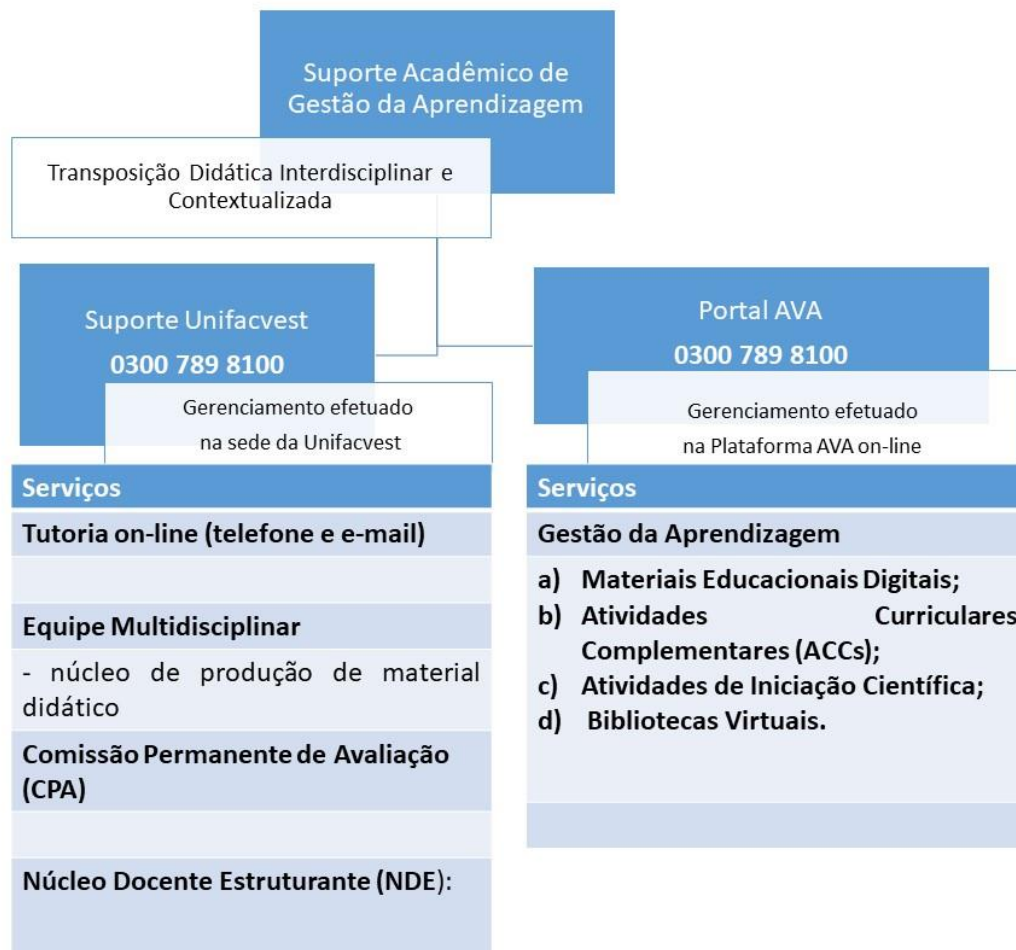 Suporte Acadêmico de
Gestão da Aprendizagem
Transposição Didática Interdisciplinar e
Contextualizada
Suporte Unifacvest
0300 789 8100
Gerenciamento efetuado
na sede da Unifacvest
Portal AVA
0300 789 8100
Gerenciamento efetuado
na Plataforma AVA on-line
Serviços
Tutoria on-line (telefone e e-mail)
Equipe Multidisciplinar
- núcleo de produção de material
didático
Comissão Permanente de Avaliação
(CPA)
Núcleo Docente Estruturante (NDE):
Serviços
Gestão da Aprendizagem
a) Materiais Educacionais Digitais;
b) Atividades Curriculares
Complementares (ACCs);
c) Atividades de Iniciação Científica;
d) Bibliotecas Virtuais.